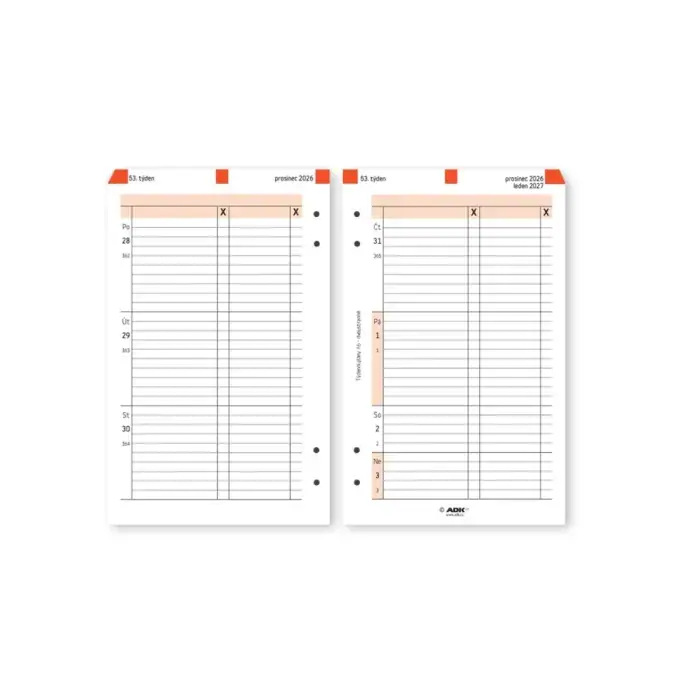 53. týden
prosinec 2026
X
X
Po
28
362
Út
29
363
St
30
364
53. týden
prosinec 2026
leden 2027
X
X
Čt
31
365
Pá
1
1
So
2
2
Ne
3
3
© ADK